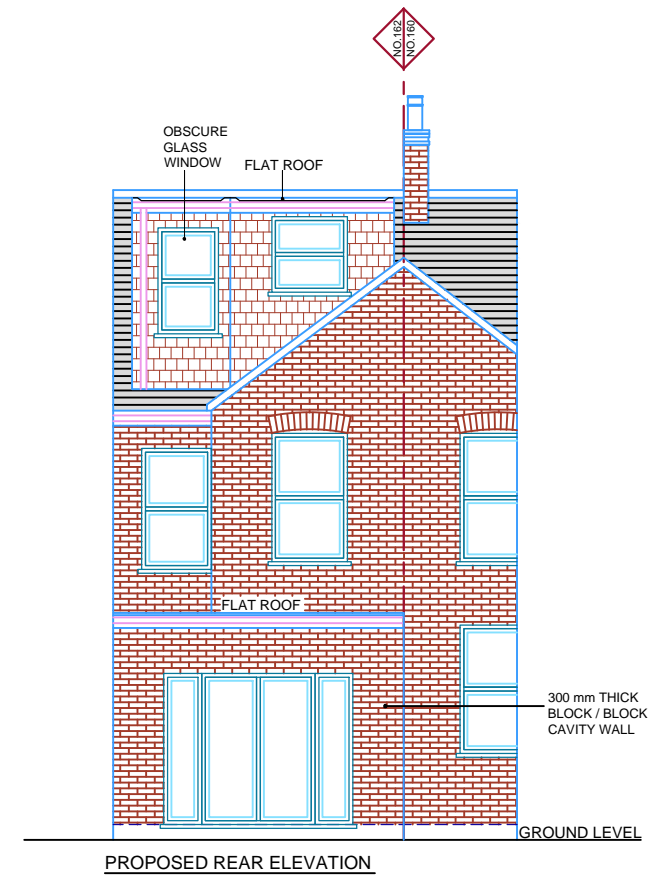 NO.162
NO.160
OBSCURE
GLASS
WINDOW
FLAT ROOF
FLAT ROOF
300 mm THICK
BLOCK / BLOCK
CAVITY WALL
GROUND LEVEL
PROPOSED REAR ELEVATION